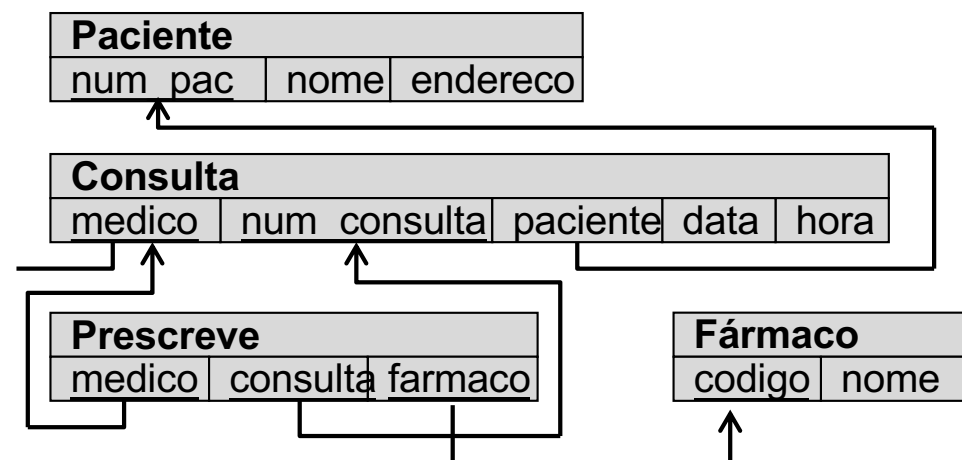 Paciente
num_pac nome endereco
Consulta
medico num_consulta paciente data hora
Prescreve
medico consulta farmaco
Fármaco
codigo nome